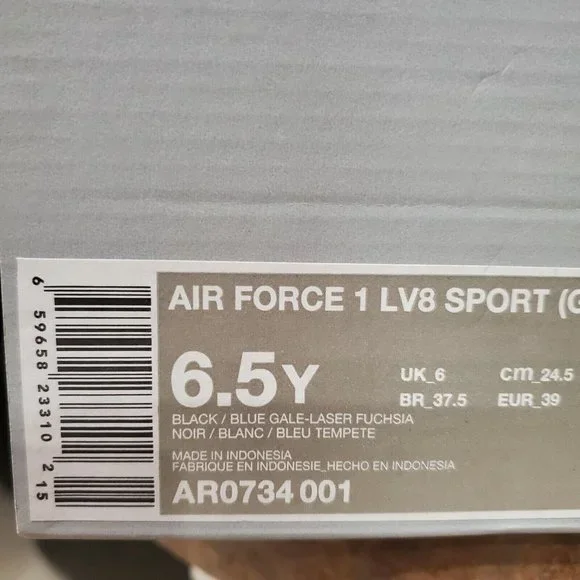 AIR FORCE 1 LV8 SPORT (
6.5Y
UK_6
cm_24.5
BR_37.5
EUR_39
BLACK / BLUE GALE-LASER FUCHSIA
NOIR / BLANC / BLEU TEMPETE
MADE IN INDONESIA
FABRIQUE EN INDONESIE_HECHO EN INDONESIA
AR0734 001
6 59658 23310 2 15